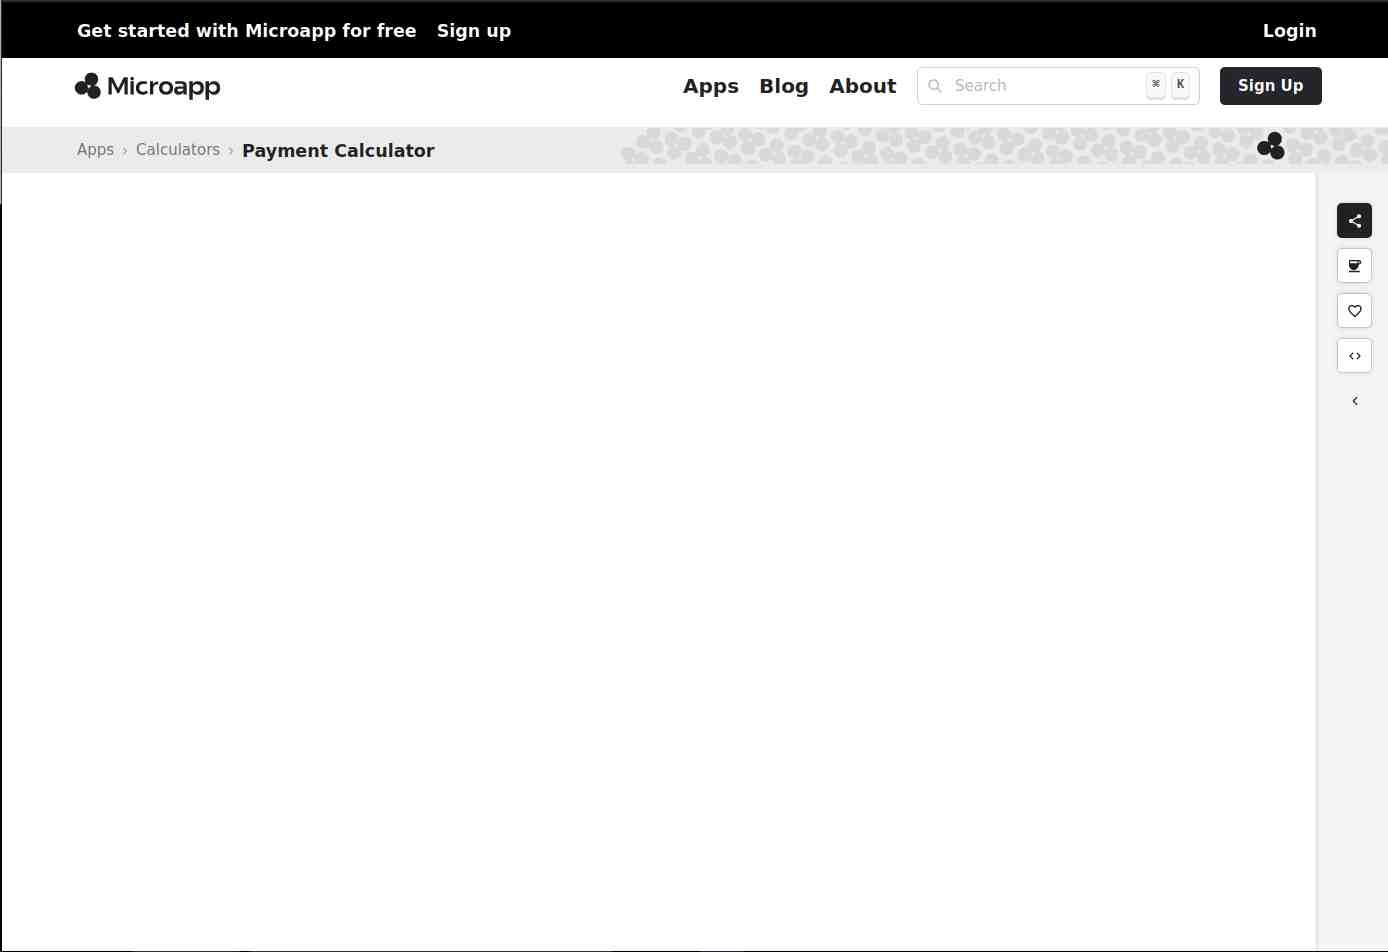 Get started with Microapp for free Sign up Login
Microapp Apps Blog About Search ⌘ K Sign Up
Apps › Calculators › Payment Calculator